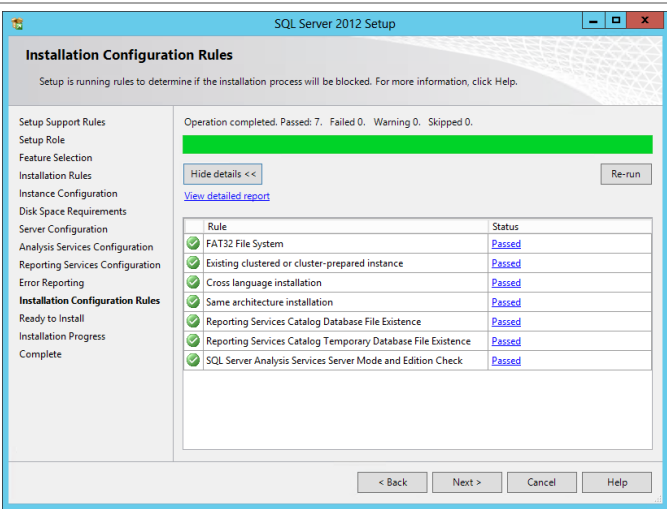 SQL Server 2012 Setup
x
Installation Configuration Rules
Setup is running rules to determine if the installation process will be blocked. For more information, click Help.
Setup Support Rules
Setup Role
Feature Selection
Installation Rules
Instance Configuration
Disk Space Requirements
Server Configuration
Analysis Services Configuration
Reporting Services Configuration
Error Reporting
Installation Configuration Rules
Ready to Install
Installation Progress
Complete
Operation completed. Passed: 7.   Failed 0.   Warning 0.   Skipped 0.
Hide details <<
Re-run
View detailed report
Rule Status
FAT32 File System Passed
Existing clustered or cluster-prepared instance Passed
Cross language installation Passed
Same architecture installation Passed
Reporting Services Catalog Database File Existence Passed
Reporting Services Catalog Temporary Database File Existence Passed
SQL Server Analysis Services Server Mode and Edition Check Passed
< Back Next > Cancel Help